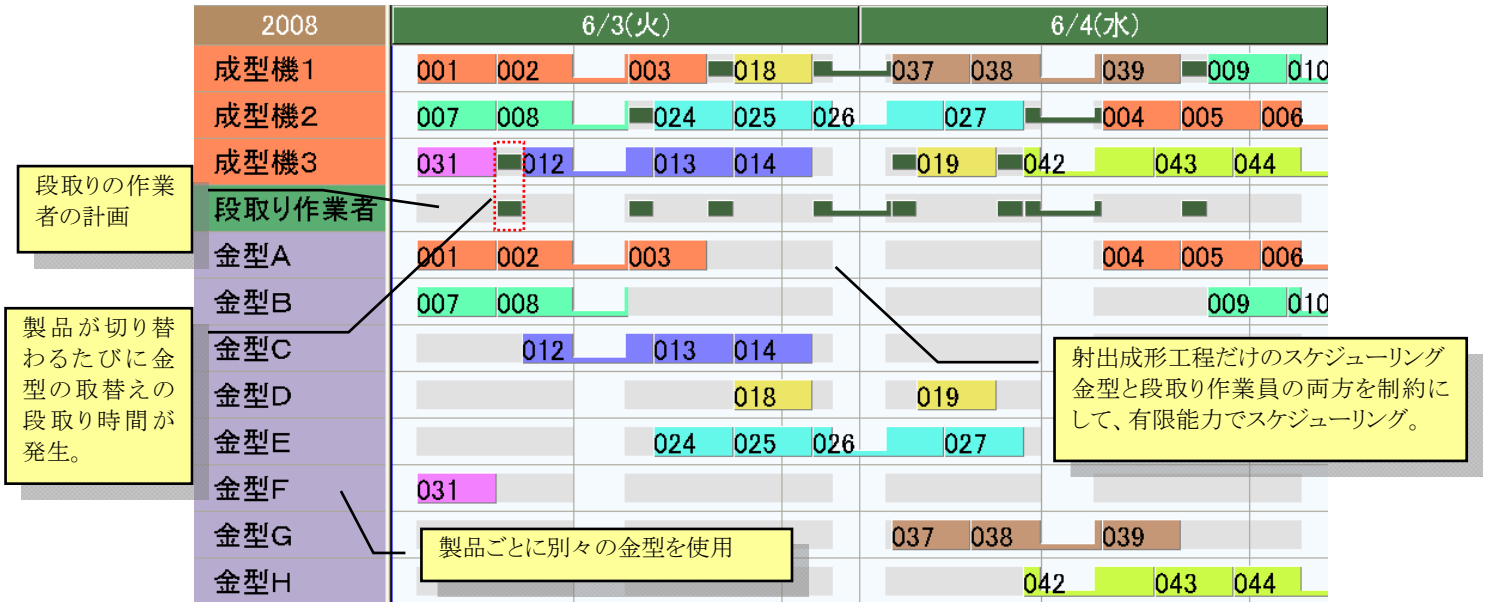 2008 6/3(火) 6/4(水)
成型機1 001 002 003 018 037 038 039 009 010
成型機2 007 008 024 025 026 027 004 005 006
成型機3 031 012 013 014 019 042 043 044
段取り作業者
金型A 001 002 003 004 005 006
金型B 007 008 009 010
金型C 012 013 014
金型D 018 019
金型E 024 025 026 027
金型F 031
金型G 037 038 039
金型H 042 043 044
段取りの作業
者の計画
製品が切り替
わるたびに金
型の取替えの
段取り時間が
発生。
射出成形工程だけのスケジューリング
金型と段取り作業員の両方を制約に
して、有限能力でスケジューリング。
製品ごとに別々の金型を使用